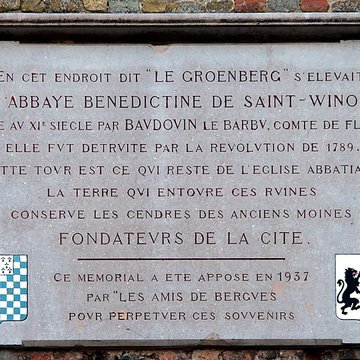 EN CET ENDROIT DIT "LE GROENBERG" S'ELEVAIT
'ABBAYE BENEDICTINE DE SAINT-WINO
E AV XIᵉ SIECLE PAR BAVDOVIN LE BARBV, COMTE DE FL
ELLE FVT DETRVITE PAR LA REVOLVTION DE 1789.
TTE TOVR EST CE QVI RESTE DE L'EGLISE ABBATIA
LA TERRE QVI ENTOVRE CES RVINES
CONSERVE LES CENDRES DES ANCIENS MOINES
FONDATEVRS DE LA CITE.
CE MEMORIAL A ETE APPOSE EN 1937
PAR "LES AMIS DE BERGVES
POVR PERPETVER CES SOVVENIRS